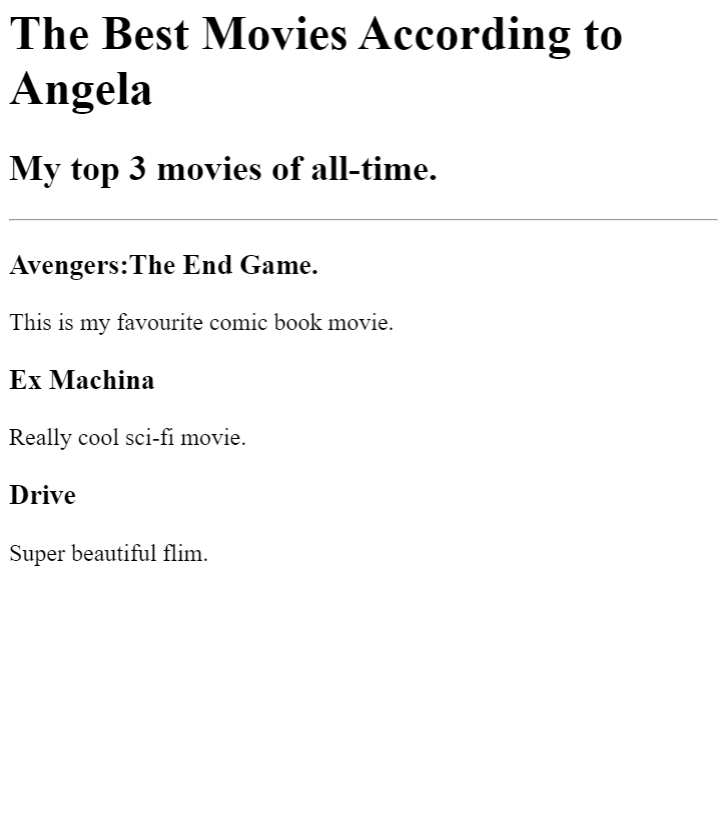 The Best Movies According to
Angela
My top 3 movies of all-time.
Avengers:The End Game.
This is my favourite comic book movie.
Ex Machina
Really cool sci-fi movie.
Drive
Super beautiful flim.